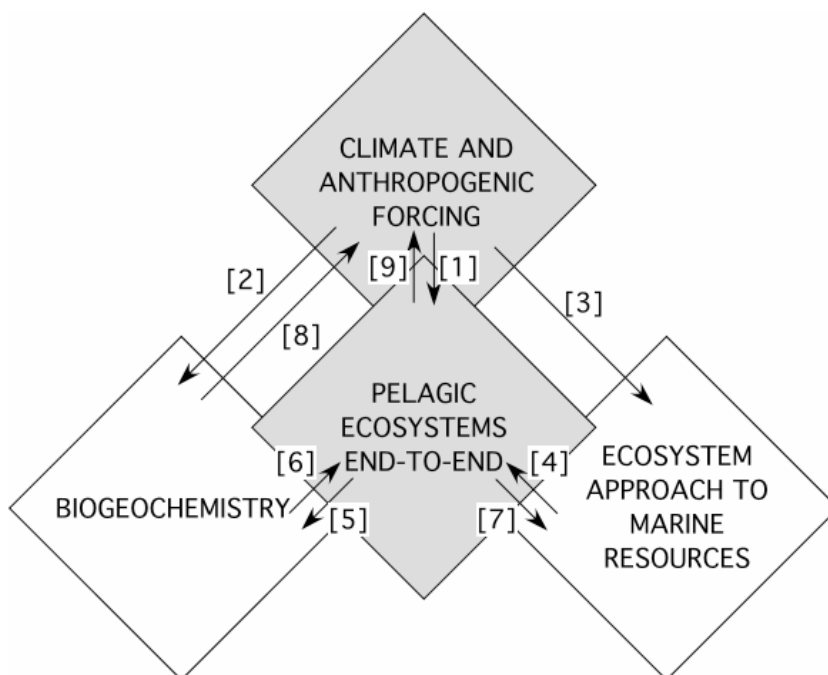 CLIMATE AND
ANTHROPOGENIC
FORCING
[9]
[1]
[2]
[3]
[8]
PELAGIC
ECOSYSTEMS
END-TO-END
[6]
[4]
ECOSYSTEM
APPROACH TO
MARINE
RESOURCES
BIOGEOCHEMISTRY
[5]
[7]